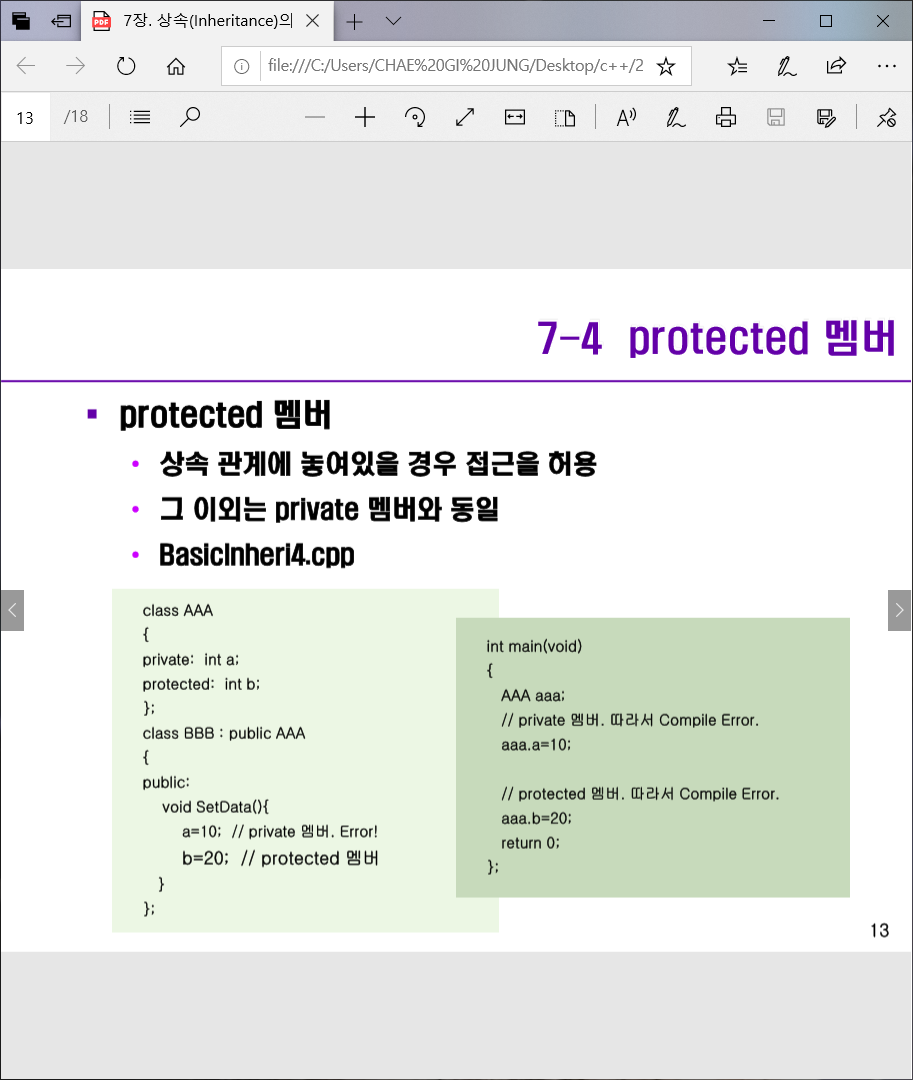 7장. 상속(Inheritance)의
file:///C:/Users/CHAE%20GI%20JUNG/Desktop/c++/2
13 /18
7-4 protected 멤버
protected 멤버
상속 관계에 놓여있을 경우 접근을 허용
그 이외는 private 멤버와 동일
BasicInheri4.cpp
class AAA
{
private: int a;
protected: int b;
};
class BBB : public AAA
{
public:
void SetData(){
a=10; // private 멤버. Error!
b=20; // protected 멤버
}
};
int main(void)
{
AAA aaa;
// private 멤버. 따라서 Compile Error.
aaa.a=10;
// protected 멤버. 따라서 Compile Error.
aaa.b=20;
return 0;
};
13